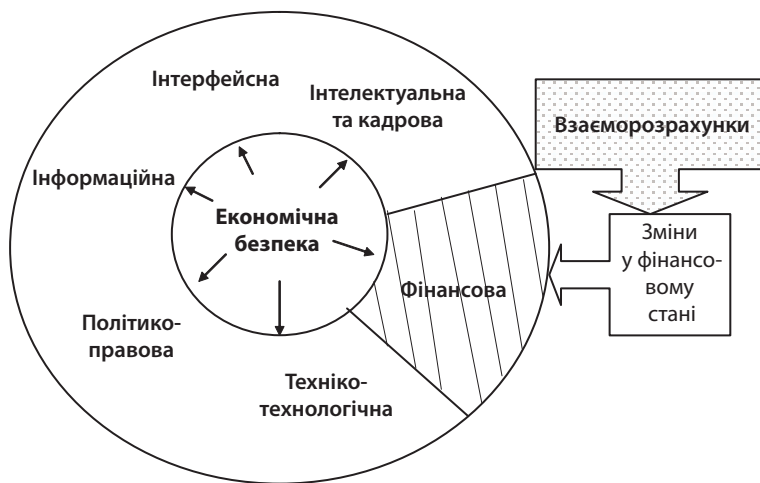 Інтерфейсна
Інтелектуальна
та кадрова
Взаєморозрахунки
Інформаційна
Економічна
безпека
Зміни
у фінансо-
вому
стані
Фінансова
Політико-
правова
Техніко-
технологічна